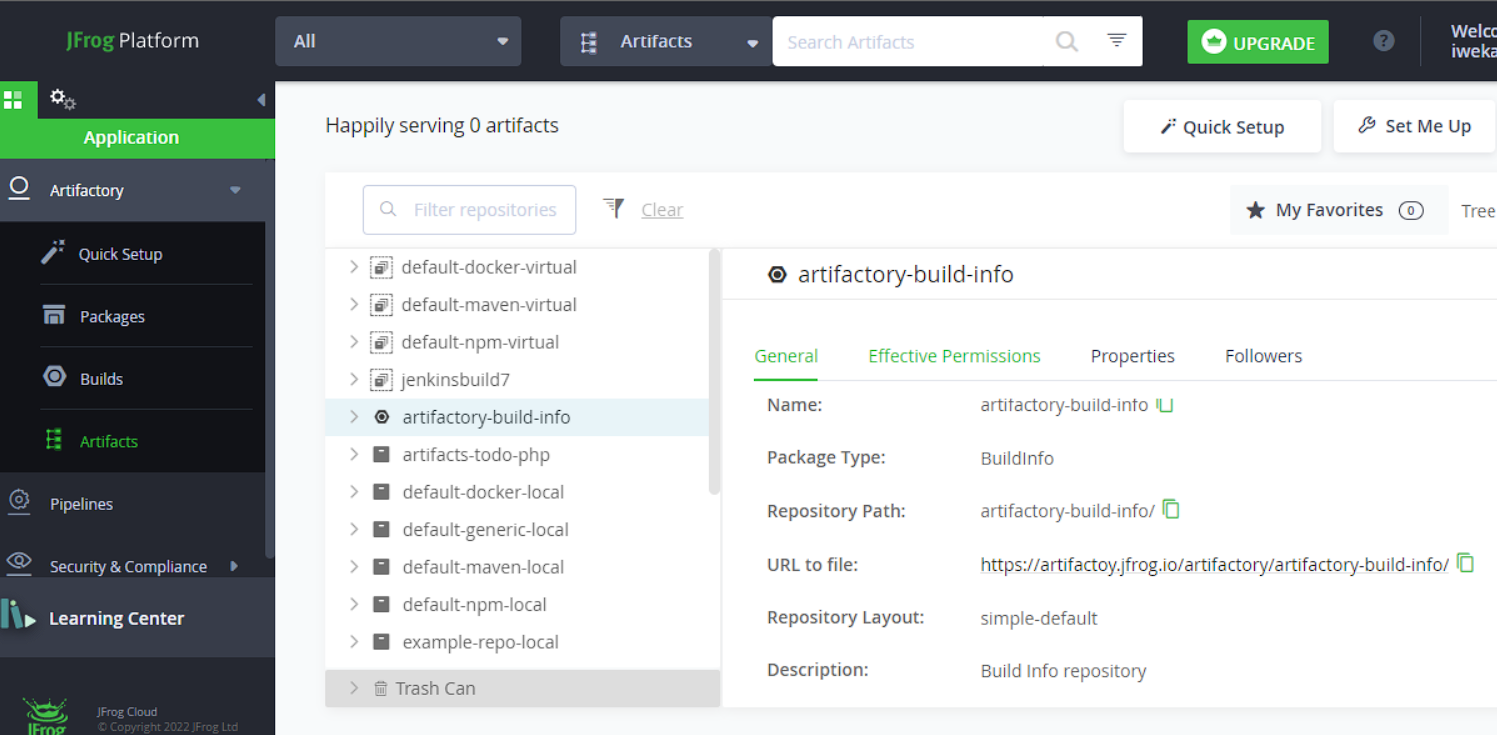 JFrog Platform
All
Artifacts
Search Artifacts
UPGRADE
?
Welco
iweka
Application
Artifactory
Quick Setup
Packages
Builds
Artifacts
Pipelines
Security & Compliance
Learning Center
JFrog
JFrog Cloud
© Copyright 2022 JFrog Ltd
Happily serving 0 artifacts
Quick Setup
Set Me Up
Filter repositories
Clear
My Favorites 0
Tree
default-docker-virtual
default-maven-virtual
default-npm-virtual
jenkinsbuild7
artifactory-build-info
artifacts-todo-php
default-docker-local
default-generic-local
default-maven-local
default-npm-local
example-repo-local
Trash Can
artifactory-build-info
General Effective Permissions Properties Followers
Name: artifactory-build-info
Package Type: BuildInfo
Repository Path: artifactory-build-info/
URL to file: https://artifactoy.jfrog.io/artifactory/artifactory-build-info/
Repository Layout: simple-default
Description: Build Info repository